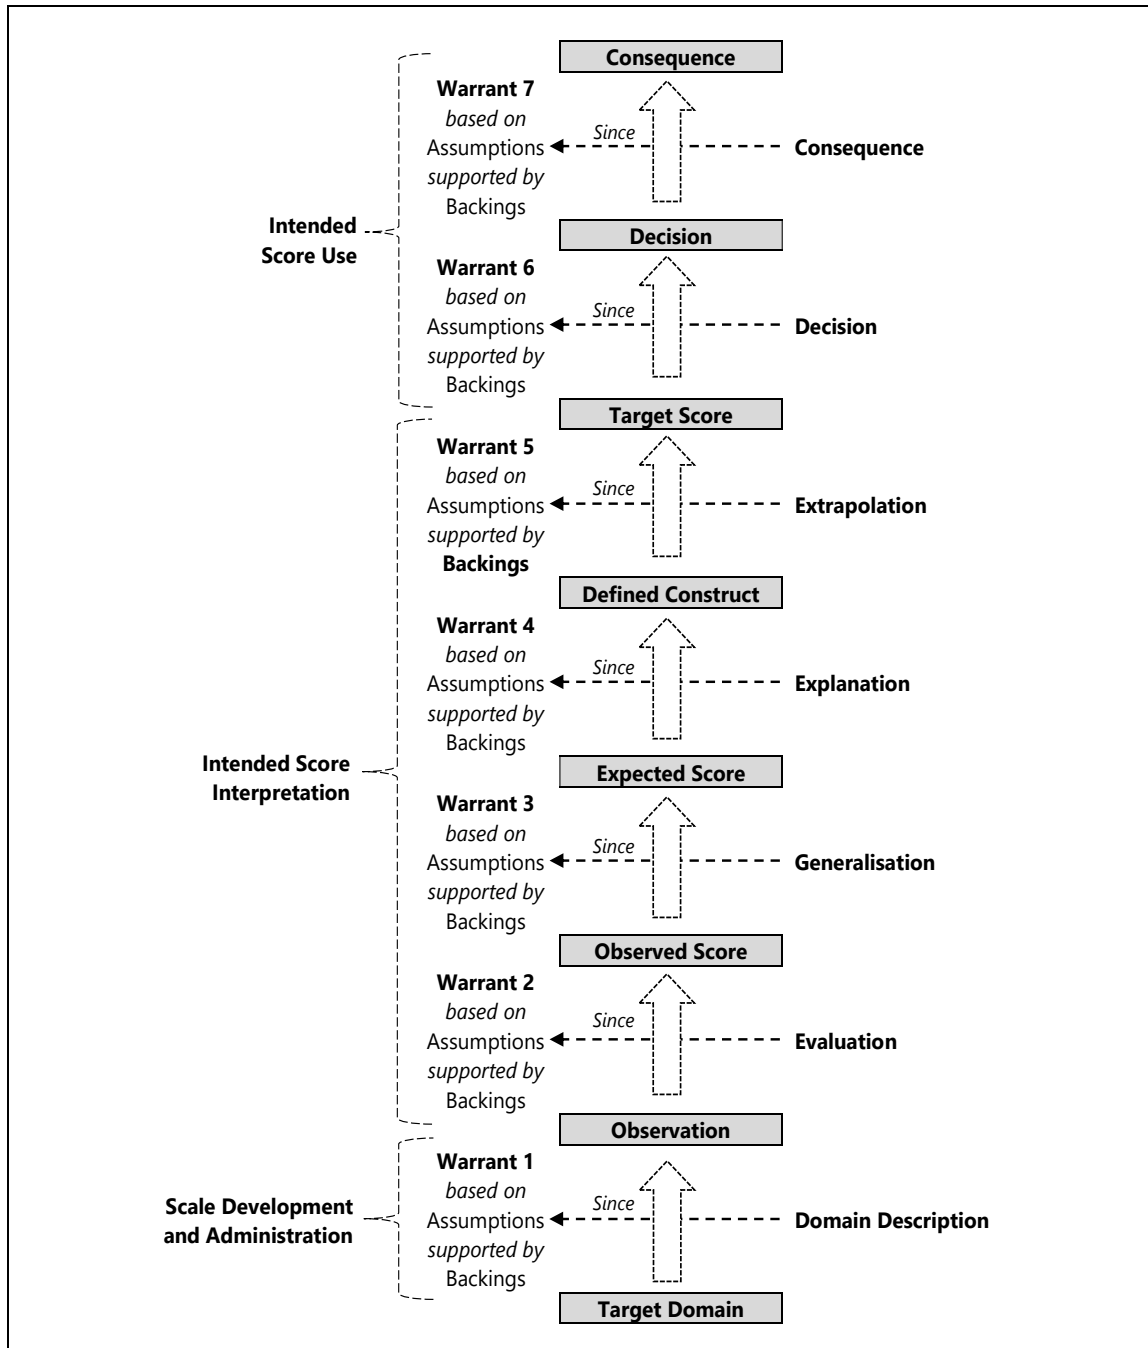 Consequence
Warrant 7
based on
Since
Assumptions
Consequence
supported by
Backings
Intended
Score Use
Decision
Warrant 6
based on
Since
Assumptions
Decision
supported by
Backings
Target Score
Warrant 5
based on
Since
Assumptions
Extrapolation
supported by
Backings
Defined Construct
Warrant 4
based on
Since
Assumptions
Explanation
supported by
Backings
Intended Score
Interpretation
Expected Score
Warrant 3
based on
Since
Assumptions
Generalisation
supported by
Backings
Observed Score
Warrant 2
based on
Since
Assumptions
Evaluation
supported by
Backings
Observation
Warrant 1
based on
Since
Assumptions
Domain Description
supported by
Backings
Scale Development
and Administration
Target Domain